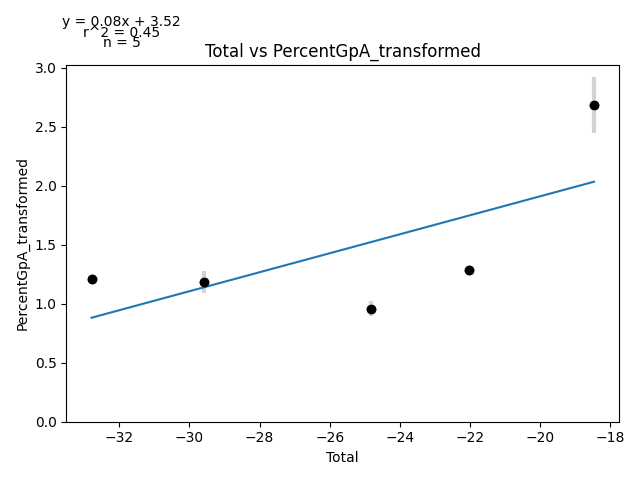 y = 0.08x + 3.52
r^2 = 0.45
n = 5
Total vs PercentGpA_transformed
3.0
2.5
2.0
1.5
1.0
0.5
0.0
PercentGpA_transformed
−32 −30 −28 −26 −24 −22 −20 −18
Total